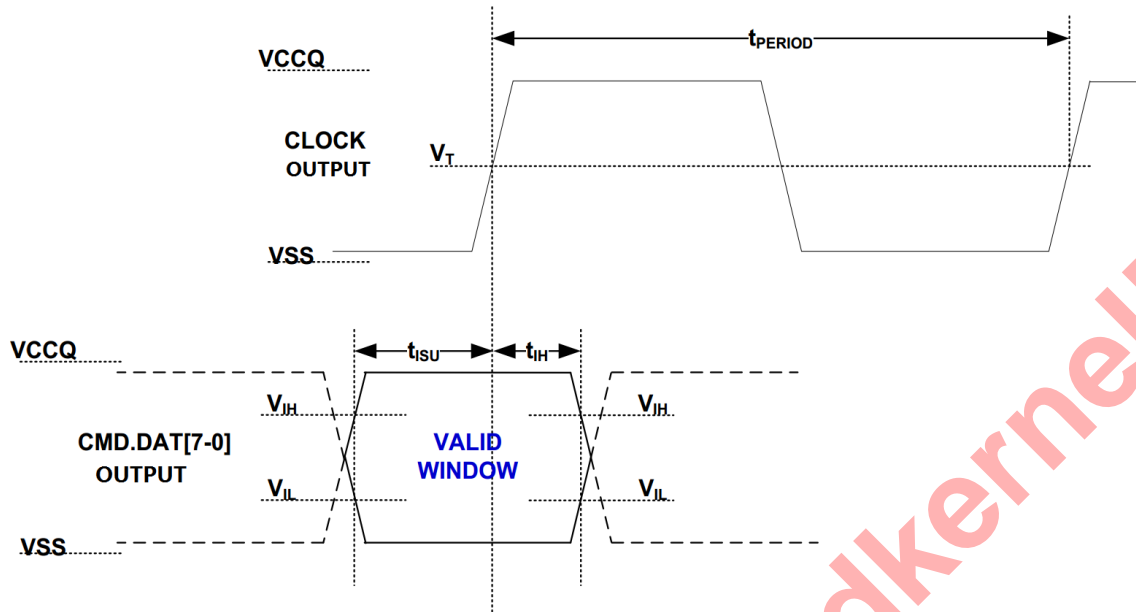 tPERIOD
VCCQ
CLOCK
OUTPUT
VT
VSS
VCCQ
tISU
tIH
VIH
VIH
CMD.DAT[7-0]
OUTPUT
VALID
WINDOW
VIL
VIL
VSS